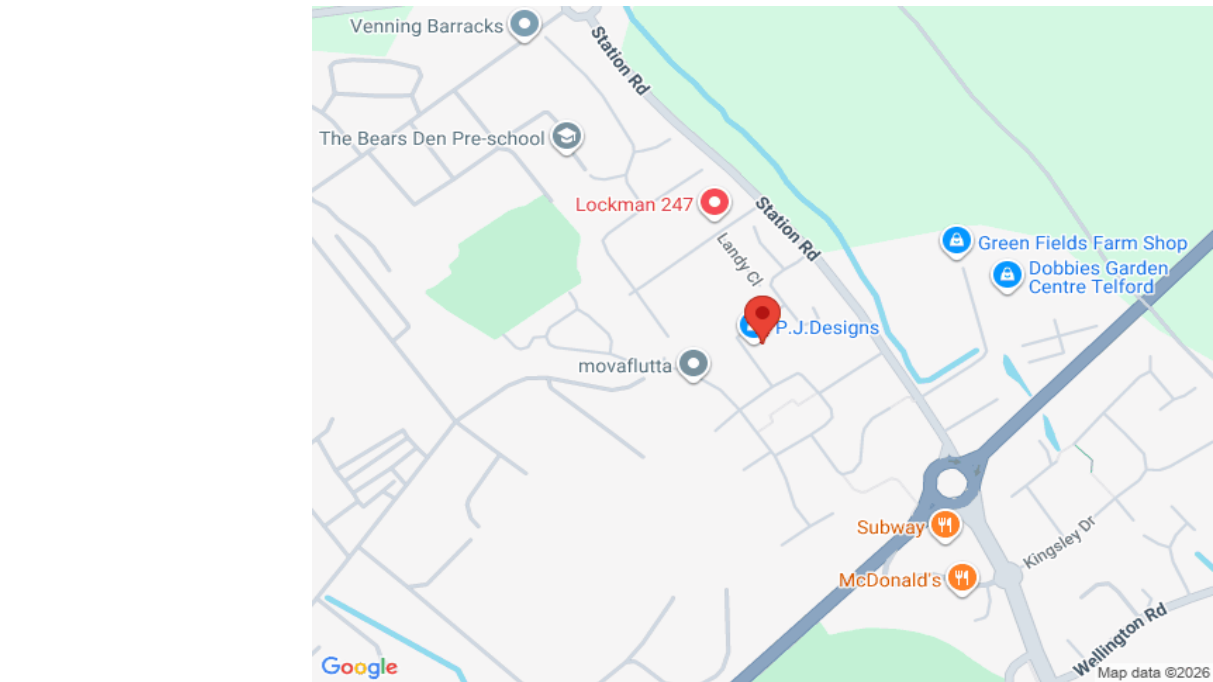 Venning Barracks
Station Rd
The Bears Den Pre-school
Lockman 247
Station Rd
Landy Cl
Green Fields Farm Shop
Dobbies Garden
Centre Telford
P.J.Designs
movaflutta
Subway
Kingsley Dr
McDonald's
Wellington Rd
Google
Map data ©2026